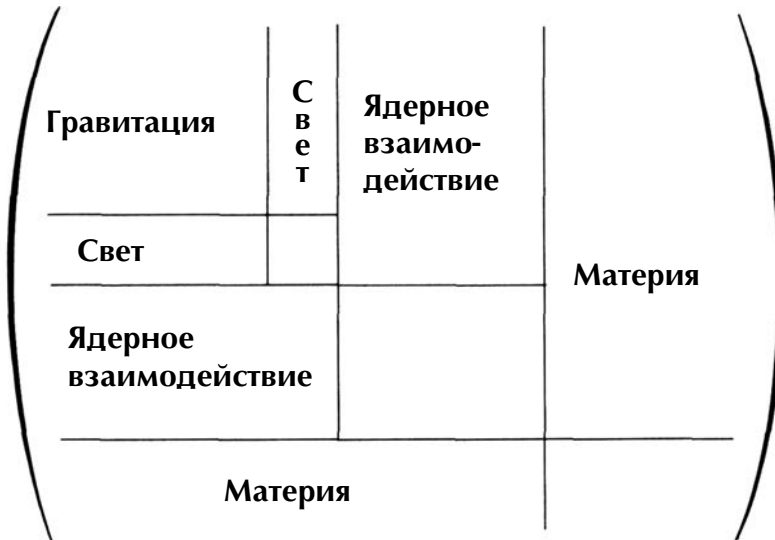 Гравитация
С
в
е
т
Ядерное
взаимо-
действие
Свет
Материя
Ядерное
взаимодействие
Материя